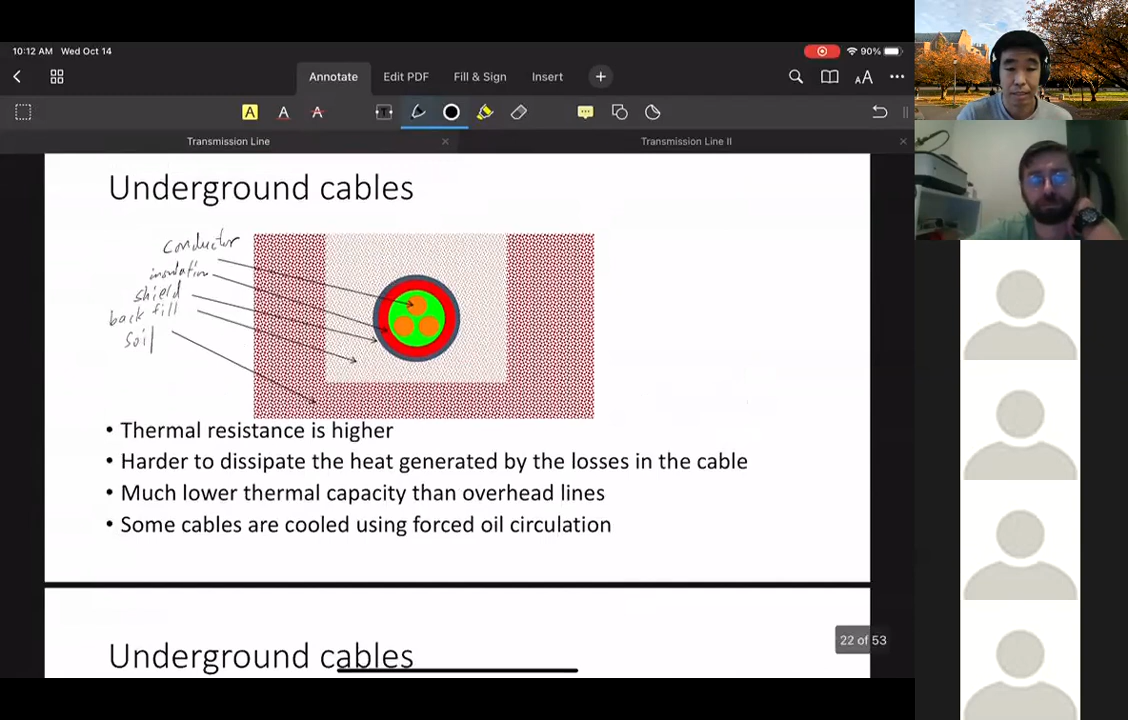 10:12 AM Wed Oct 14
90%
Annotate Edit PDF Fill & Sign Insert
AA
A A A T
Transmission Line
Transmission Line II
Underground cables
conductor
insulation
shield
back fill
soil
• Thermal resistance is higher
• Harder to dissipate the heat generated by the losses in the cable
• Much lower thermal capacity than overhead lines
• Some cables are cooled using forced oil circulation
22 of 53
Underground cables